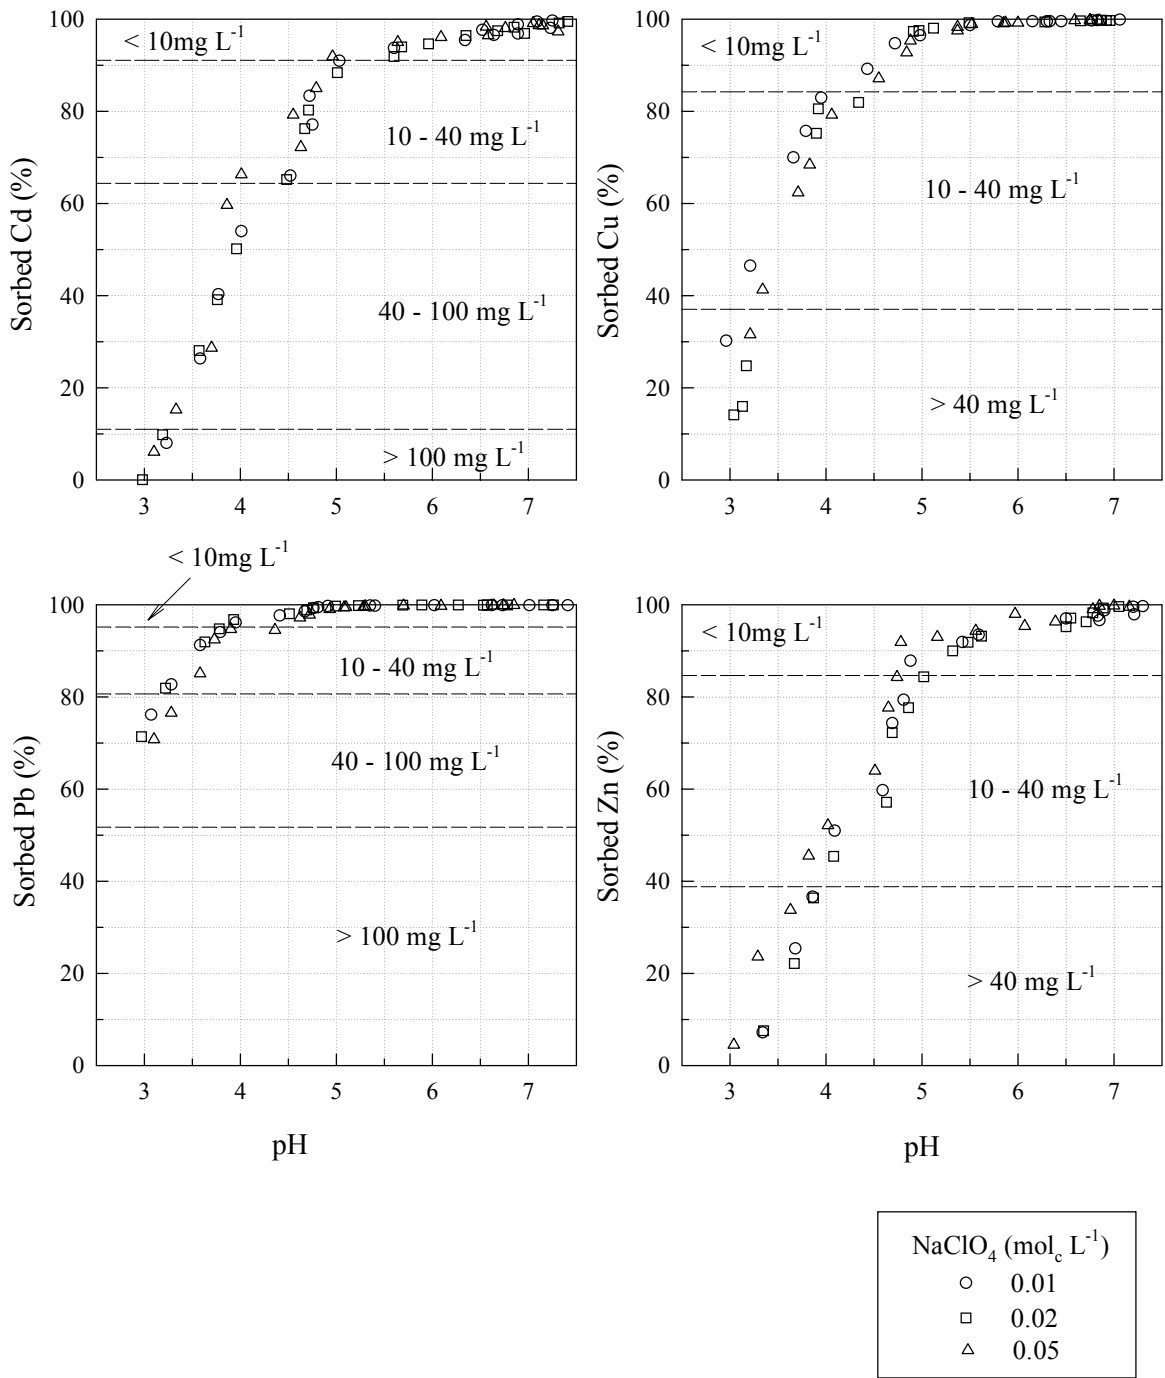 100
80
60
40
20
0
Sorbed Cd (%)
< 10mg L⁻¹
10 - 40 mg L⁻¹
40 - 100 mg L⁻¹
> 100 mg L⁻¹
3 4 5 6 7
100
80
60
40
20
0
Sorbed Cu (%)
< 10mg L⁻¹
10 - 40 mg L⁻¹
> 40 mg L⁻¹
3 4 5 6 7
< 10mg L⁻¹
100
80
60
40
20
0
Sorbed Pb (%)
10 - 40 mg L⁻¹
40 - 100 mg L⁻¹
> 100 mg L⁻¹
3 4 5 6 7
pH
100
80
60
40
20
0
Sorbed Zn (%)
< 10mg L⁻¹
10 - 40 mg L⁻¹
> 40 mg L⁻¹
3 4 5 6 7
pH
NaClO₄ (mol_c L⁻¹)
0.01
0.02
0.05